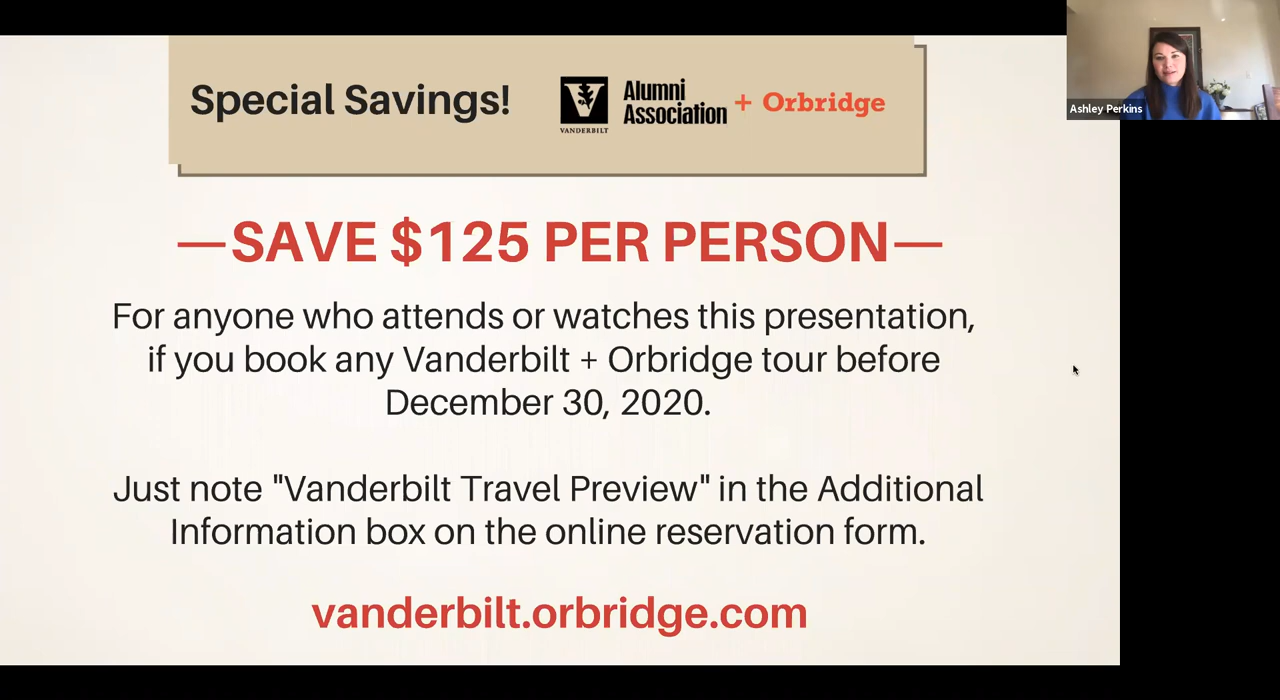 Special Savings!
V
VANDERBILT
Alumni
Association
+ Orbridge
Ashley Perkins
—SAVE $125 PER PERSON—
For anyone who attends or watches this presentation,
if you book any Vanderbilt + Orbridge tour before
December 30, 2020.
Just note "Vanderbilt Travel Preview" in the Additional
Information box on the online reservation form.
vanderbilt.orbridge.com